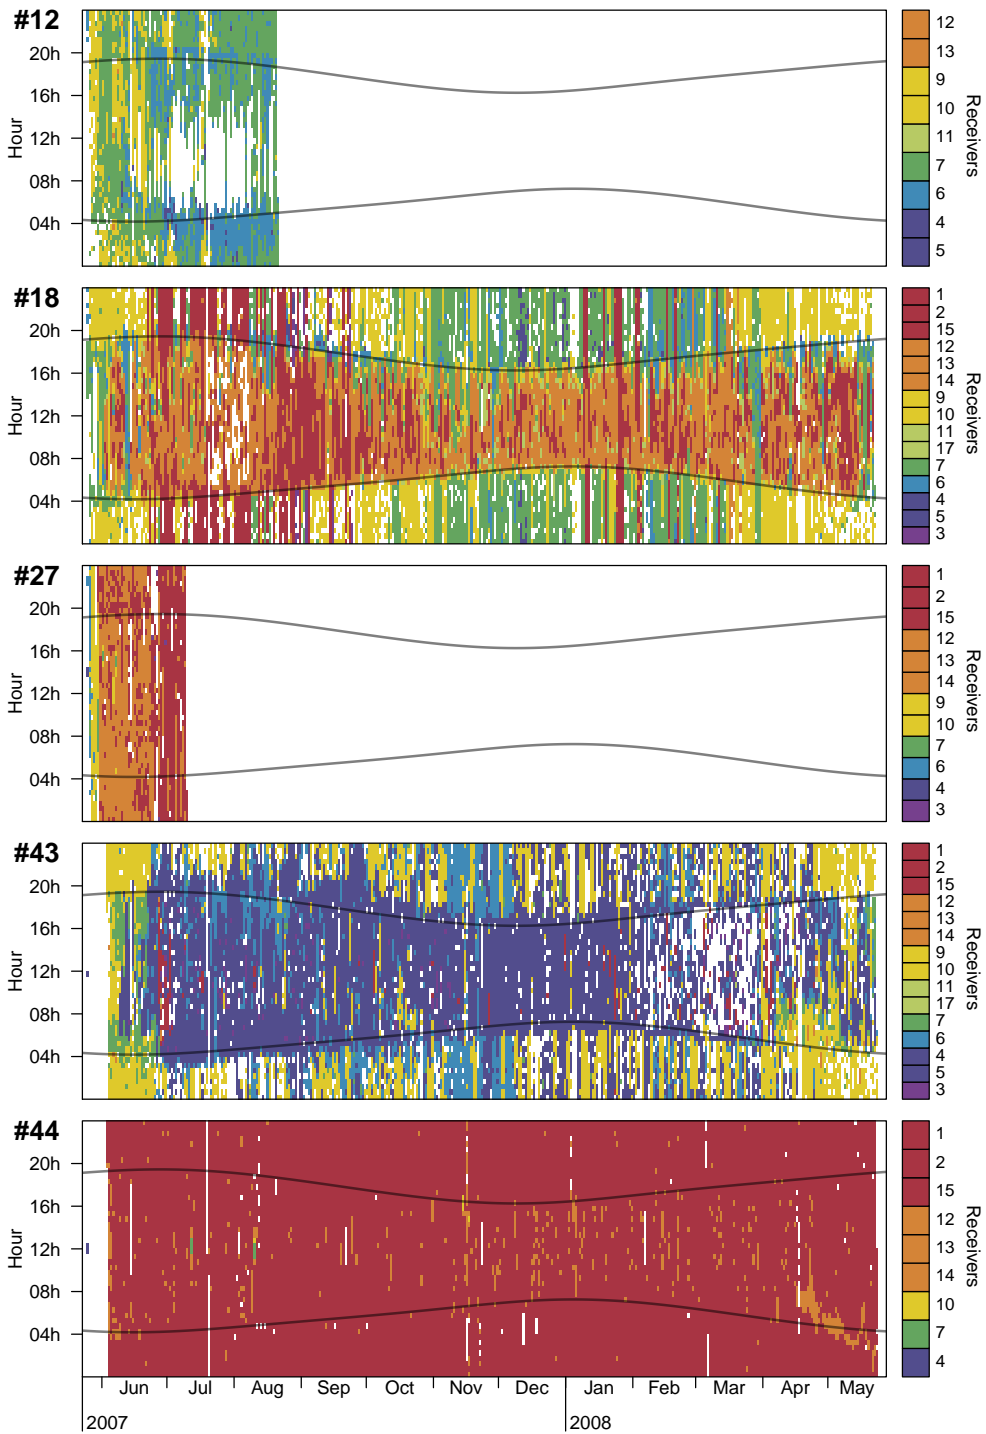 #12
20h
16h
12h
08h
04h
Hour
12
13
9
10
11
7
6
4
5
Receivers
#18
20h
16h
12h
08h
04h
Hour
1
2
15
12
13
14
9
10
11
17
7
6
4
5
3
Receivers
#27
20h
16h
12h
08h
04h
Hour
1
2
15
12
13
14
9
10
7
6
4
3
Receivers
#43
20h
16h
12h
08h
04h
Hour
1
2
15
12
13
14
9
10
11
17
7
6
4
5
3
Receivers
#44
20h
16h
12h
08h
04h
Hour
1
2
15
12
13
14
10
7
4
Receivers
Jun Jul Aug Sep Oct Nov Dec Jan Feb Mar Apr May
2007 2008